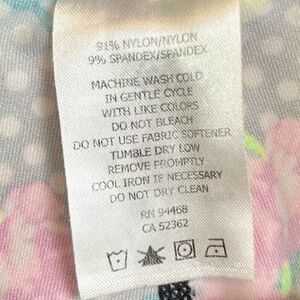 91% NYLON/NYLON
9% SPANDEX/SPANDEX
MACHINE WASH COLD
IN GENTLE CYCLE
WITH LIKE COLORS
DO NOT BLEACH
DO NOT USE FABRIC SOFTENER
TUMBLE DRY LOW
REMOVE PROMPTLY
COOL IRON IF NECESSARY
DO NOT DRY CLEAN
RN 94468
CA 52362